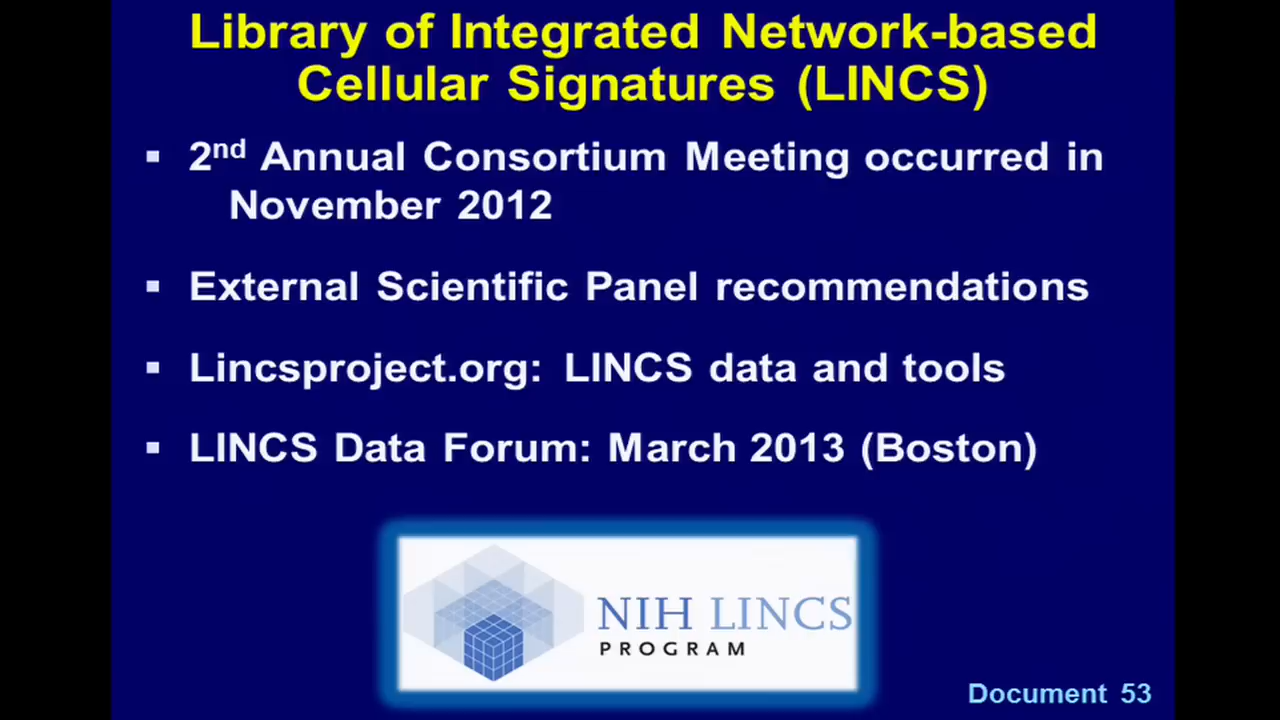 Library of Integrated Network-based
Cellular Signatures (LINCS)
▪ 2nd Annual Consortium Meeting occurred in
November 2012
▪ External Scientific Panel recommendations
▪ Lincsproject.org: LINCS data and tools
▪ LINCS Data Forum: March 2013 (Boston)
NIH LINCS
PROGRAM
Document 53